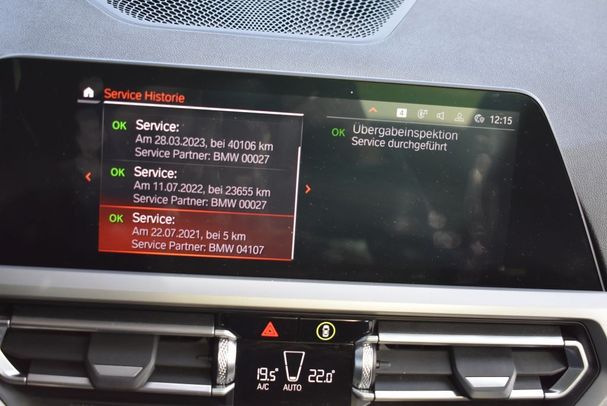 Service Historie
4
12:15
OK Service:
Am 28.03.2023, bei 40106 km
Service Partner: BMW 00027
OK Service:
Am 11.07.2022, bei 23655 km
Service Partner: BMW 00027
OK Service:
Am 22.07.2021, bei 5 km
Service Partner: BMW 04107
OK Übergabeinspektion
Service durchgeführt
19.5 22.0
A/C AUTO